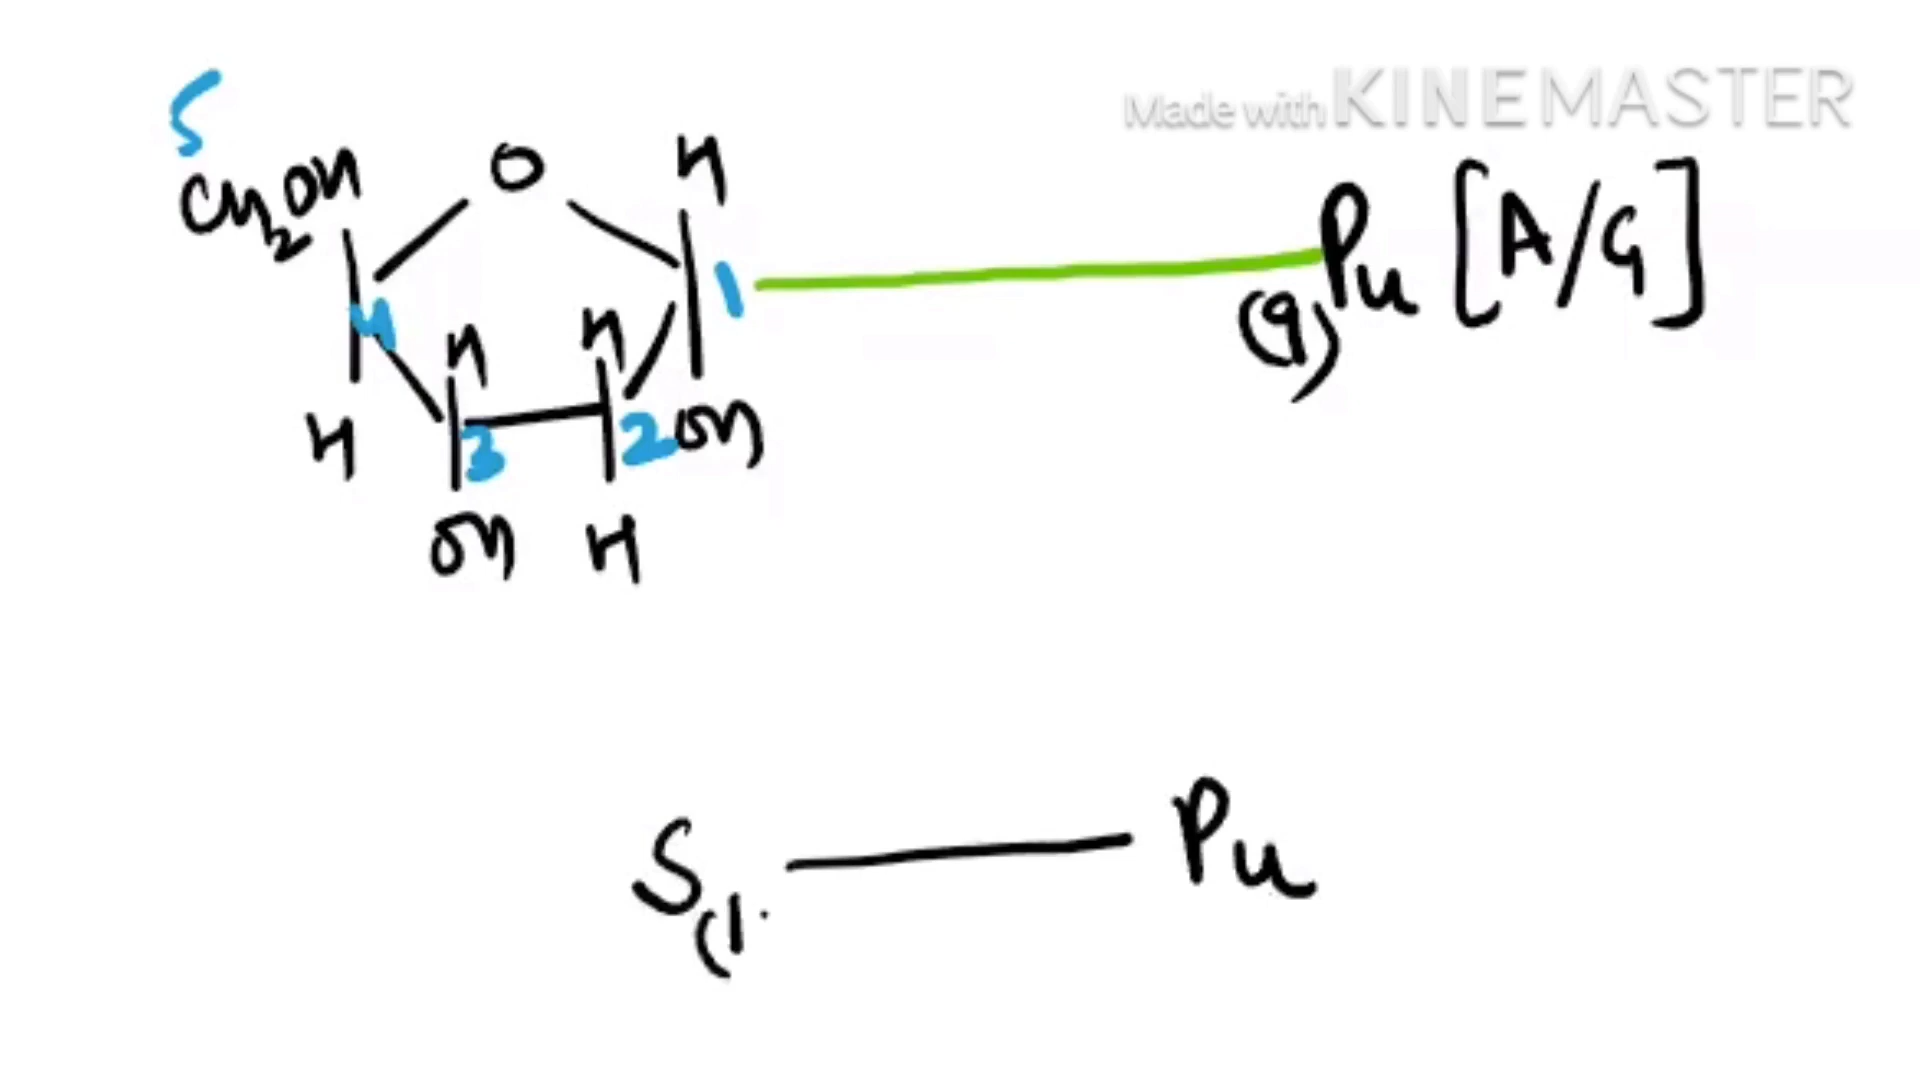 Made with KINEMASTER
5
CH2OH
O
H
Pu [A/G]
(9)
1
4
H
H
H
3
2
OH
OH
H
S(1
Pu